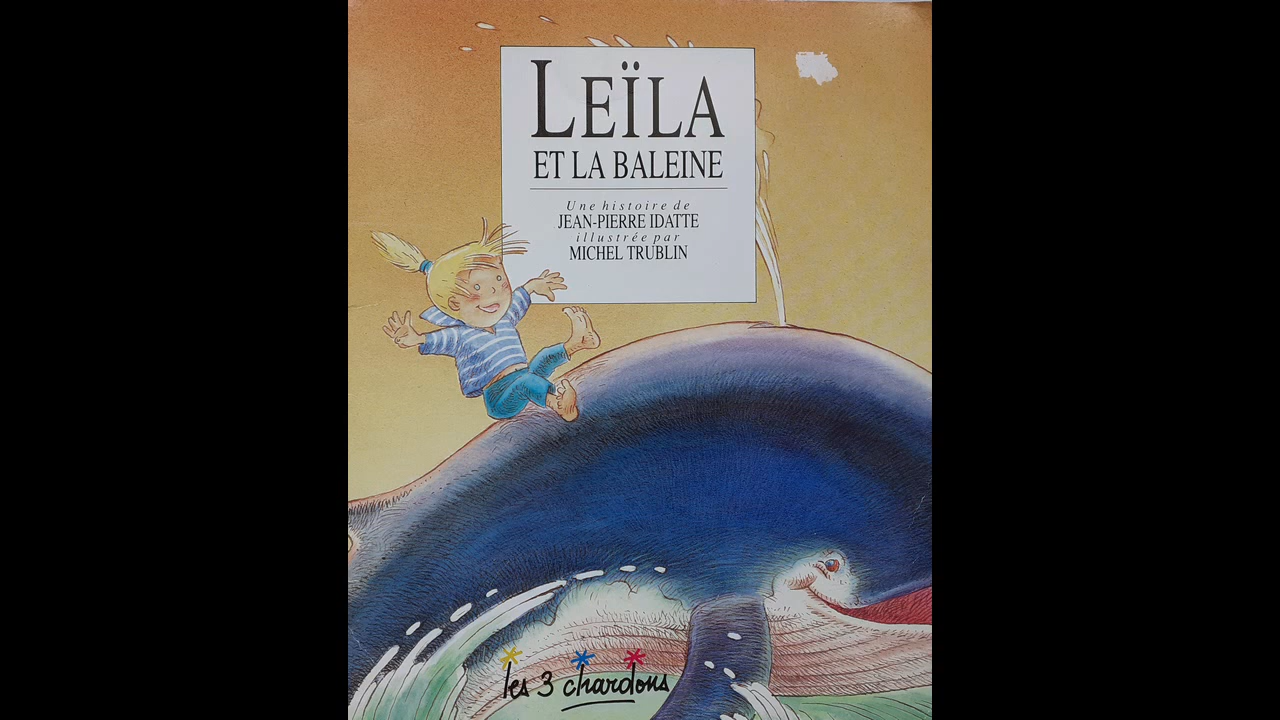 LEÏLA
ET LA BALEINE
Une histoire de
JEAN-PIERRE IDATTE
illustrée par
MICHEL TRUBLIN
les 3 chardons